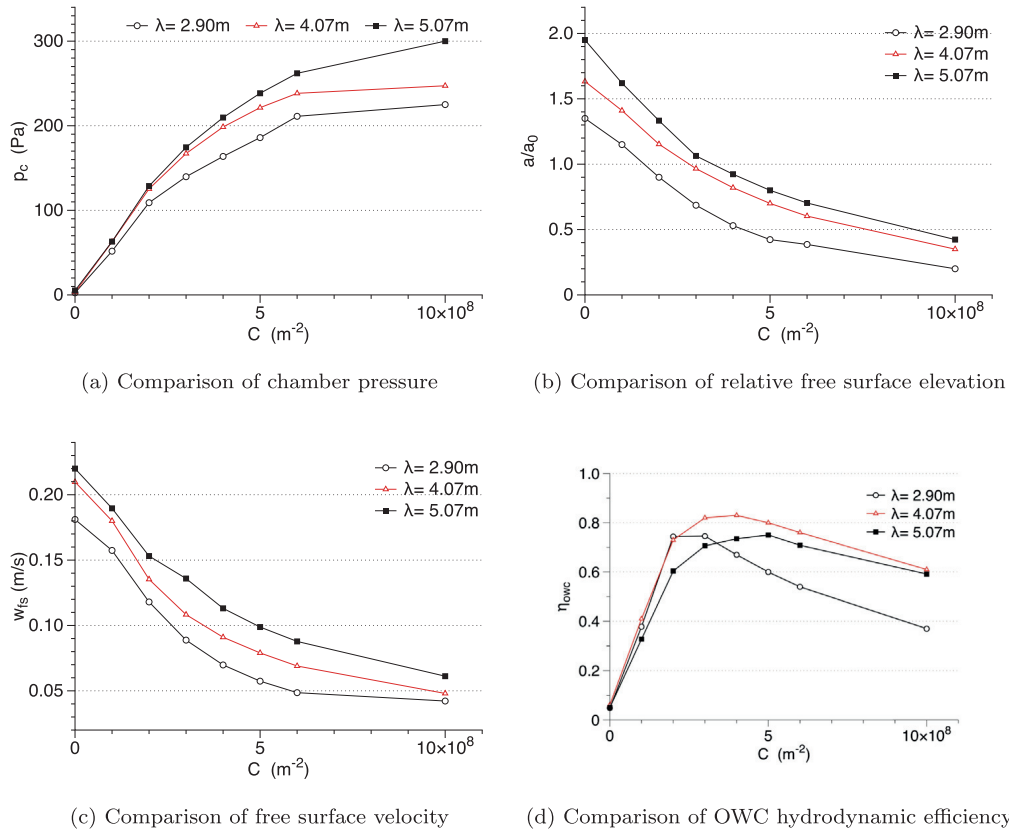 λ= 2.90m λ= 4.07m λ= 5.07m
300
200
100
0
p_c (Pa)
0 5 10×10⁸
C (m⁻²)
(a) Comparison of chamber pressure
λ= 2.90m
λ= 4.07m
λ= 5.07m
2.0
1.5
1.0
0.5
0
a/a₀
0 5 10×10⁸
C (m⁻²)
(b) Comparison of relative free surface elevation
λ= 2.90m
λ= 4.07m
λ= 5.07m
0.20
0.15
0.10
0.05
w_fs (m/s)
0 5 10×10⁸
C (m⁻²)
(c) Comparison of free surface velocity
λ= 2.90m
λ= 4.07m
λ= 5.07m
1.0
0.8
0.6
0.4
0.2
0
η_owc
0 5 10×10⁸
C (m⁻²)
(d) Comparison of OWC hydrodynamic efficiency